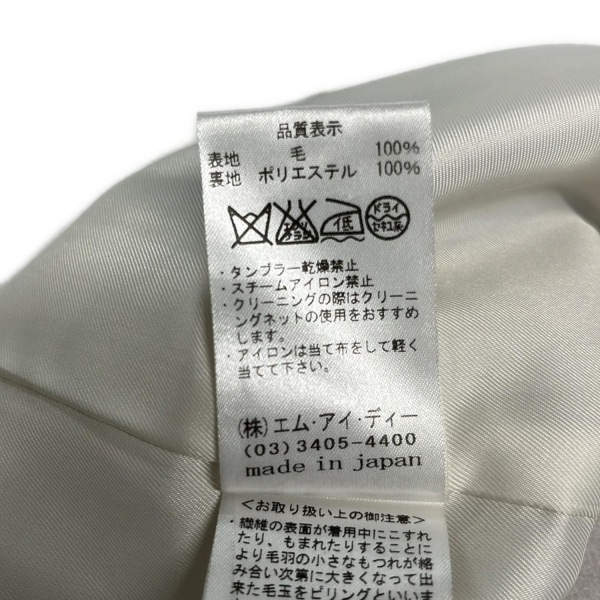 品質表示
表地 毛 100%
裏地 ポリエステル 100%
低 ドライ
セキユ系
・タンブラー乾燥禁止
・スチームアイロン禁止
・クリーニングの際はクリーニ
ングネットの使用をおすすめ
します。
・アイロンは当て布をして軽く
当てて下さい。
(株)エム・アイ・ディー
(03)3405-4400
made in japan
<お取り扱い上の御注意>
・繊維の表面が着用中にこすれ
たり、もまれたりすることに
より毛羽の小さなもつれが絡
み合い次第に大きくなって出
来た毛玉をピリングといいま